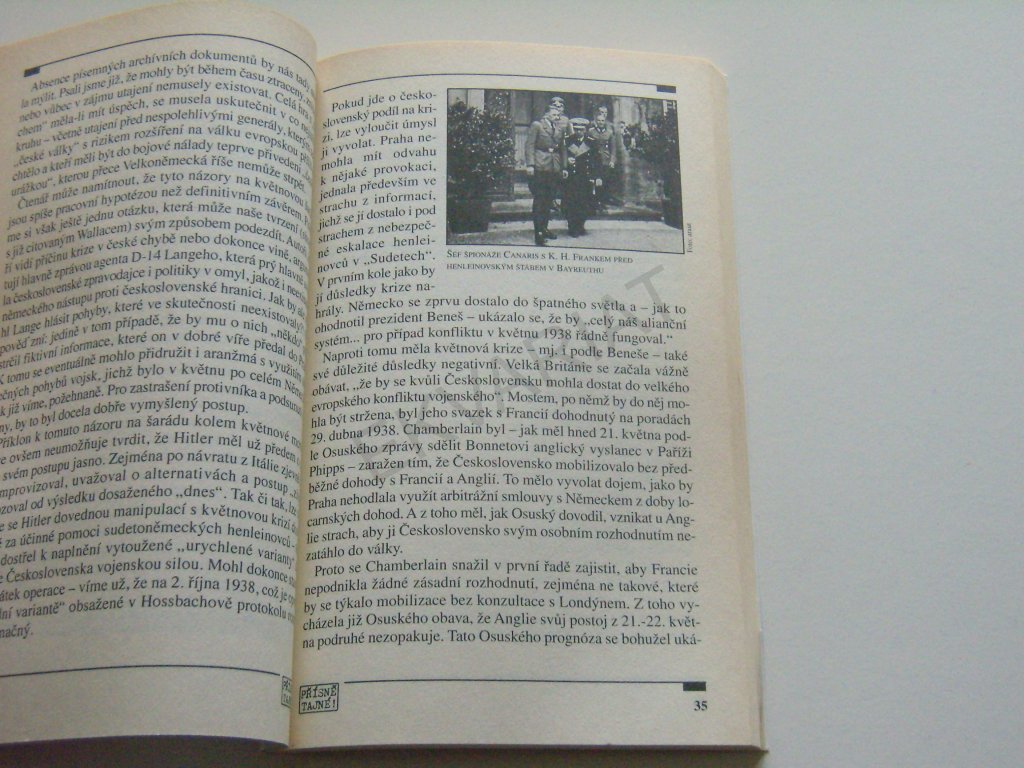 Absence písemných archívních dokumentů by nás tady
la mýlit. Psali jsme již, že mohly být během času ztraceny,
nebo vůbec v zájmu utajení nemusely existovat. Celá hra
chem" měla-li mít úspěch, se musela uskutečnit v co
kruhu – včetně utajení před nespolehlivými generály,
„české války" s rizikem rozšíření na válku evropskou
chtělo a kteří měli být do bojové nálady teprve přivedeni
urážkou", kterou přece Velkoněmecká říše nemůže strpět.
Čtenář může namítnout, že tyto názory na květnovou
jsou spíše pracovní hypotézou než definitivním závěrem.
me si však ještě jednu otázku, která může naše tvrzení
s již citovaným Wallacem) svým způsobem podezdít.
ří vidí příčinu krize v české chybě nebo dokonce vině,
tují hlavně zprávou agenta D-14 Langeho, která prý hlavně
la československé zpravodajce i politiky v omyl, jakož i
německého nástupu proti československé hranici. Jak by
hl Lange hlásit pohyby, které ve skutečnosti neexistovaly?
pověď zní: jedině v tom případě, že by mu o nich „někdo"
strčil fiktivní informace, které on v dobré víře předal do
K tomu se eventuálně mohlo přidružit i aranžmá s využitím
tečných pohybů vojsk, jichž bylo v květnu po celém
k již víme, požehnaně. Pro zastrašení protivníka a
ny, by to byl docela dobře vymyšlený postup.
Příklon k tomuto názoru na šarádu kolem květnové
e ovšem neumožňuje tvrdit, že Hitler měl už předem
svém postupu jasno. Zejména po návratu z Itálie
improvizoval, uvažoval o alternativách a postup
ozoval od výsledku dosaženého „dnes". Tak či tak,
e se Hitler dovednou manipulací s květnovou krizí
é za účinné pomoci sudetoněmeckých henleinovců
dostřel k naplnění vytoužené „urychlené varianty"
e Československa vojenskou silou. Mohl dokonce
átek operace – víme už, že na 2. října 1938, což je
dní variantě" obsažené v Hossbachově protokolu
načný.
PŘÍS
TAJN
Pokud jde o česko-
slovenský podíl na kri-
zi, lze vyloučit úmysl
ji vyvolat. Praha ne-
mohla mít odvahu
k nějaké provokaci,
jednala především ve
strachu z informací,
jichž se jí dostalo i pod
strachem z nebezpeč-
né eskalace henlei-
novců v „Sudetech".
V prvním kole jako by
jí důsledky krize na-
Foto: archiv
ŠÉF ŠPIONÁŽE CANARIS S K. H. FRANKEM PŘED
HENLEINOVSKÝM ŠTÁBEM V BAYREUTHU
hrály. Německo se zprvu dostalo do špatného světla a – jak to
ohodnotil prezident Beneš – ukázalo se, že by „celý náš alianční
systém... pro případ konfliktu v květnu 1938 řádně fungoval."
Naproti tomu měla květnová krize – mj. i podle Beneše – také
své důležité důsledky negativní. Velká Británie se začala vážně
obávat, „že by se kvůli Československu mohla dostat do velkého
evropského konfliktu vojenského". Mostem, po němž by do něj mo-
hla být stržena, byl jeho svazek s Francií dohodnutý na poradách
29. dubna 1938. Chamberlain byl – jak měl hned 21. května pod-
le Osuského zprávy sdělit Bonnetovi anglický vyslanec v Paříži
Phipps – zaražen tím, že Československo mobilizovalo bez před-
běžné dohody s Francií a Anglií. To mělo vyvolat dojem, jako by
Praha nehodlala využít arbitrážní smlouvy s Německem z doby lo-
carnských dohod. A z toho měl, jak Osuský dovodil, vznikat u Ang-
lie strach, aby ji Československo svým osobním rozhodnutím ne-
zatáhlo do války.
Proto se Chamberlain snažil v první řadě zajistit, aby Francie
nepodnikla žádné zásadní rozhodnutí, zejména ne takové, které
by se týkalo mobilizace bez konzultace s Londýnem. Z toho vy-
cházela již Osuského obava, že Anglie svůj postoj z 21.-22. květ-
na podruhé nezopakuje. Tato Osuského prognóza se bohužel uká-
PŘÍSNĚ
TAJNÉ!
35